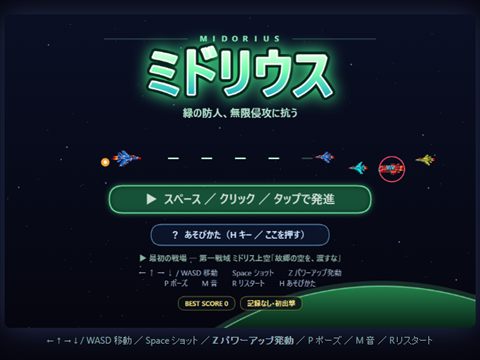 MIDORIUS
ミドリウス
緑の防人、無限侵攻に抗う
▶ スペース ／ クリック ／ タップで発進
？ あそびかた（H キー ／ ここを押す）
▶ 最初の戦場 ― 第一戦域 ミドリス上空「故郷の空を、渡すな」
← ↑ → ↓ / WASD 移動 Space ショット Z パワーアップ発動
P ポーズ M 音 R リスタート H あそびかた
BEST SCORE 0 記録なし・初出撃
← ↑ → ↓ / WASD 移動 ／ Space ショット ／ Z パワーアップ発動 ／ P ポーズ ／ M 音 ／ R リスタート